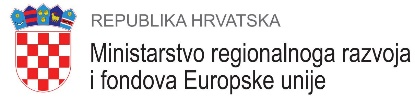 REPUBLIKA HRVATSKA
Ministarstvo regionalnoga razvoja
i fondova Europske unije